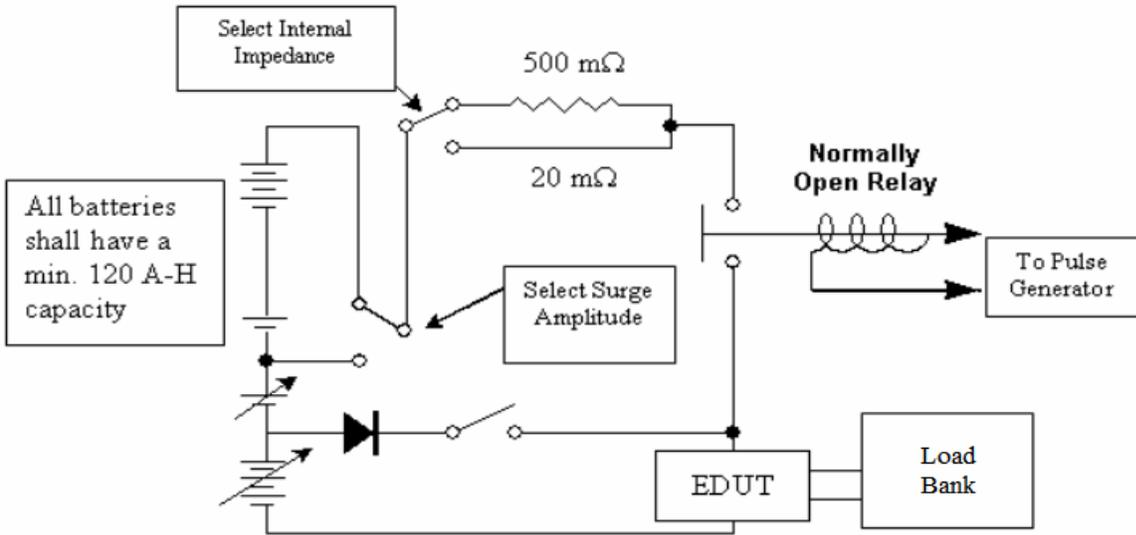 Select Internal
Impedance
500 mΩ
20 mΩ
Normally
Open Relay
All batteries
shall have a
min. 120 A-H
capacity
Select Surge
Amplitude
To Pulse
Generator
EDUT
Load
Bank